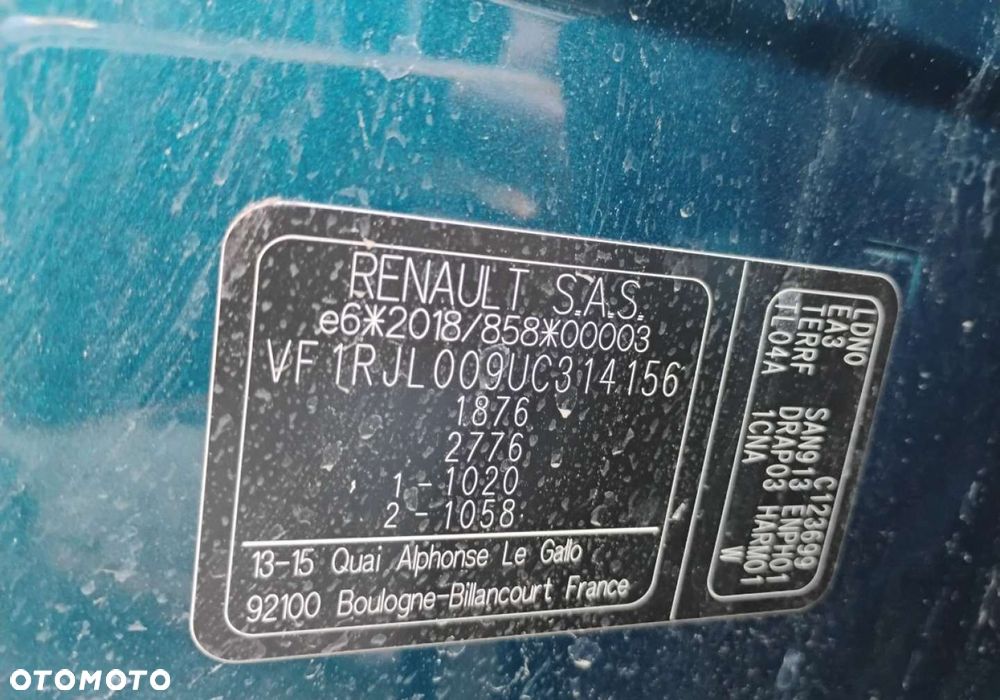 RENAULT S.A.S.
e6*2018/858*00003
VF1RJL009UC314156
1876
2776
1-1020
2-1058
13-15 Quai Alphonse Le Gallo
92100 Boulogne-Billancourt France
LDN0
EA3 C123699
TERRF SAN913 ENPH01
TL04A DRAP03 HARM01
1CNA W
OTOMOTO